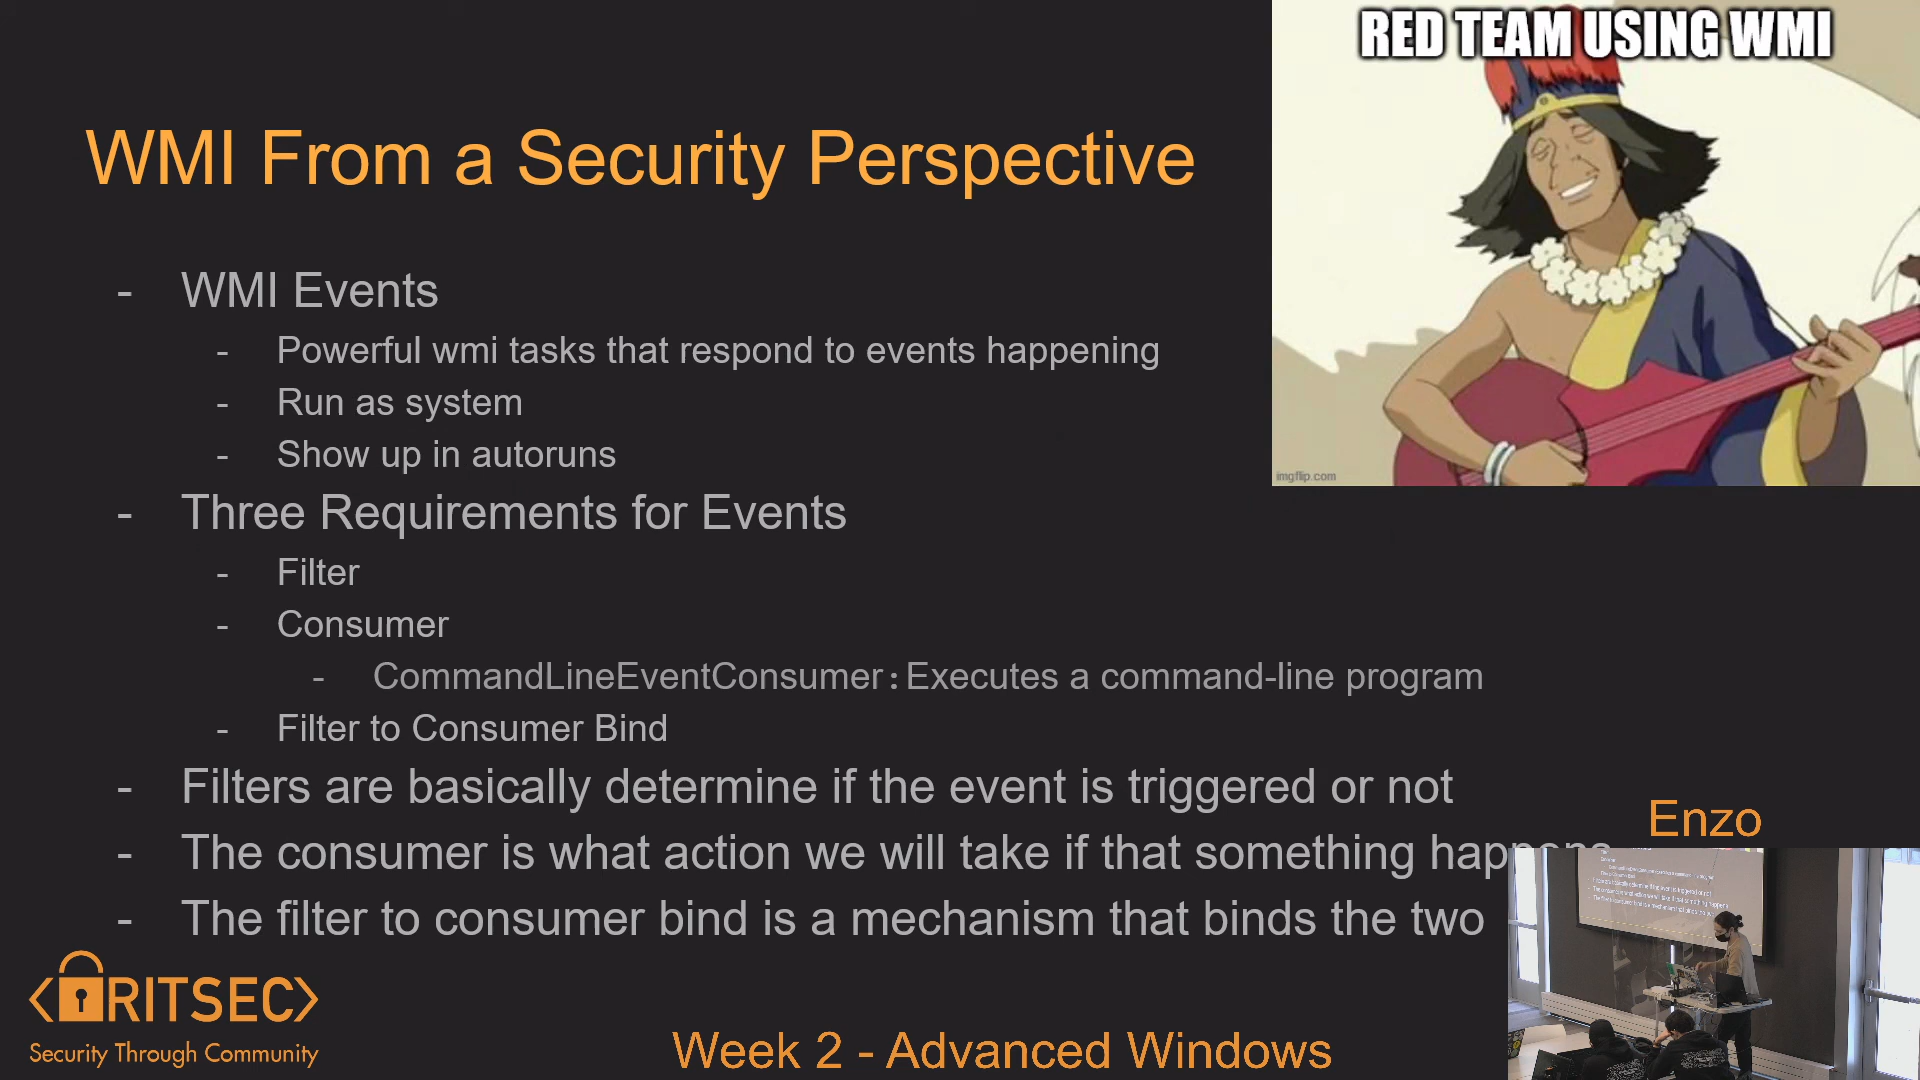 RED TEAM USING WMI
WMI From a Security Perspective
- WMI Events
- Powerful wmi tasks that respond to events happening
- Run as system
- Show up in autoruns
imgflip.com
- Three Requirements for Events
- Filter
- Consumer
- CommandLineEventConsumer: Executes a command-line program
- Filter to Consumer Bind
- Filters are basically determine if the event is triggered or not
- The consumer is what action we will take if that something happens
- The filter to consumer bind is a mechanism that binds the two
Enzo
RITSEC
Security Through Community
Week 2 - Advanced Windows